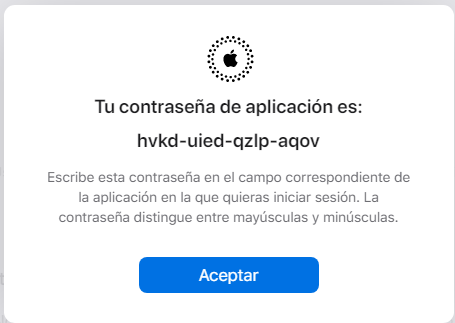 Tu contraseña de aplicación es:
hvkd-uied-qzlp-aqov
Escribe esta contraseña en el campo correspondiente de
la aplicación en la que quieras iniciar sesión. La
contraseña distingue entre mayúsculas y minúsculas.
Aceptar